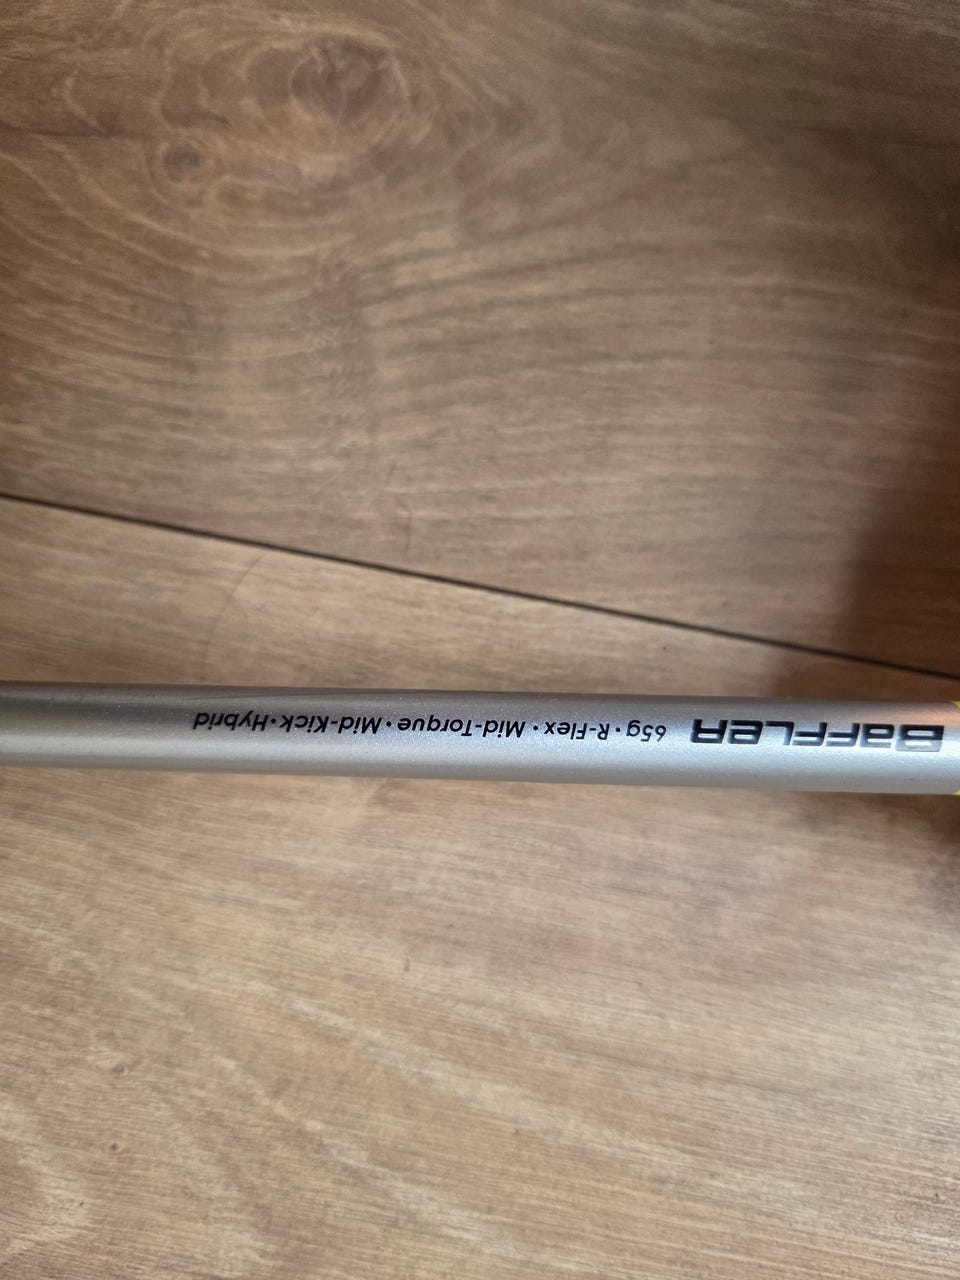 BaFFLeR 65g · R-Flex · Mid-Torque · Mid-Kick · Hybrid